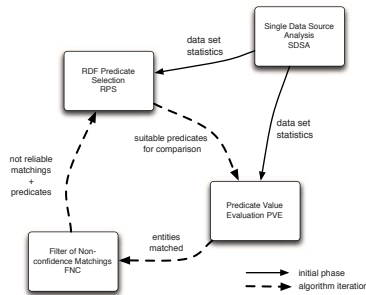 Single Data Source
Analysis
SDSA
data set
statistics
RDF Predicate
Selection
RPS
suitable predicates
for comparison
data set
statistics
not reliable
matchings
+
predicates
Predicate Value
Evaluation PVE
entities
matched
Filter of Non-
confidence Matchings
FNC
initial phase
algorithm iteration